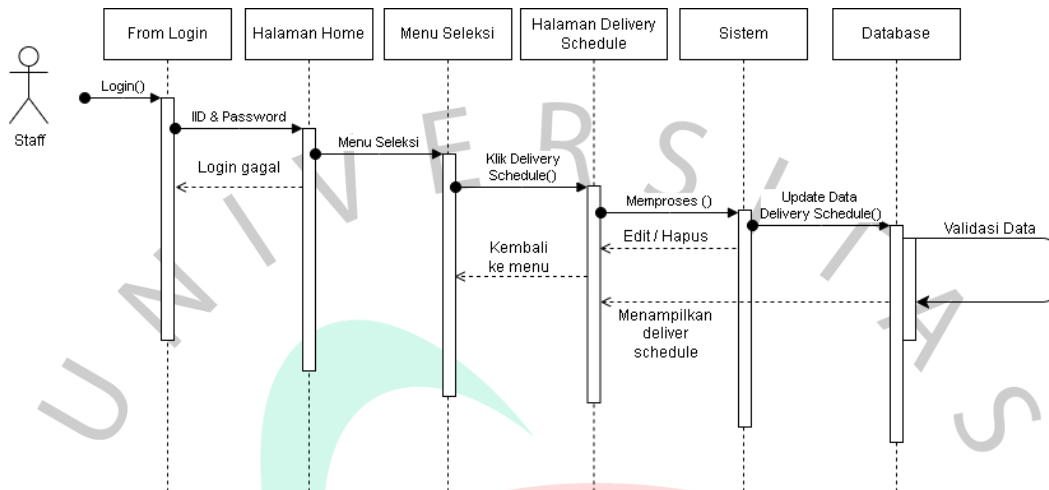 From Login
Halaman Home
Menu Seleksi
Halaman Delivery
Schedule
Sistem
Database
Staff
Login()
IID & Password
Menu Seleksi
Login gagal
Klik Delivery
Schedule()
Memproses ()
Update Data
Delivery Schedule()
Validasi Data
Edit / Hapus
Kembali
ke menu
Menampilkan
deliver
schedule
UNIVERSITAS